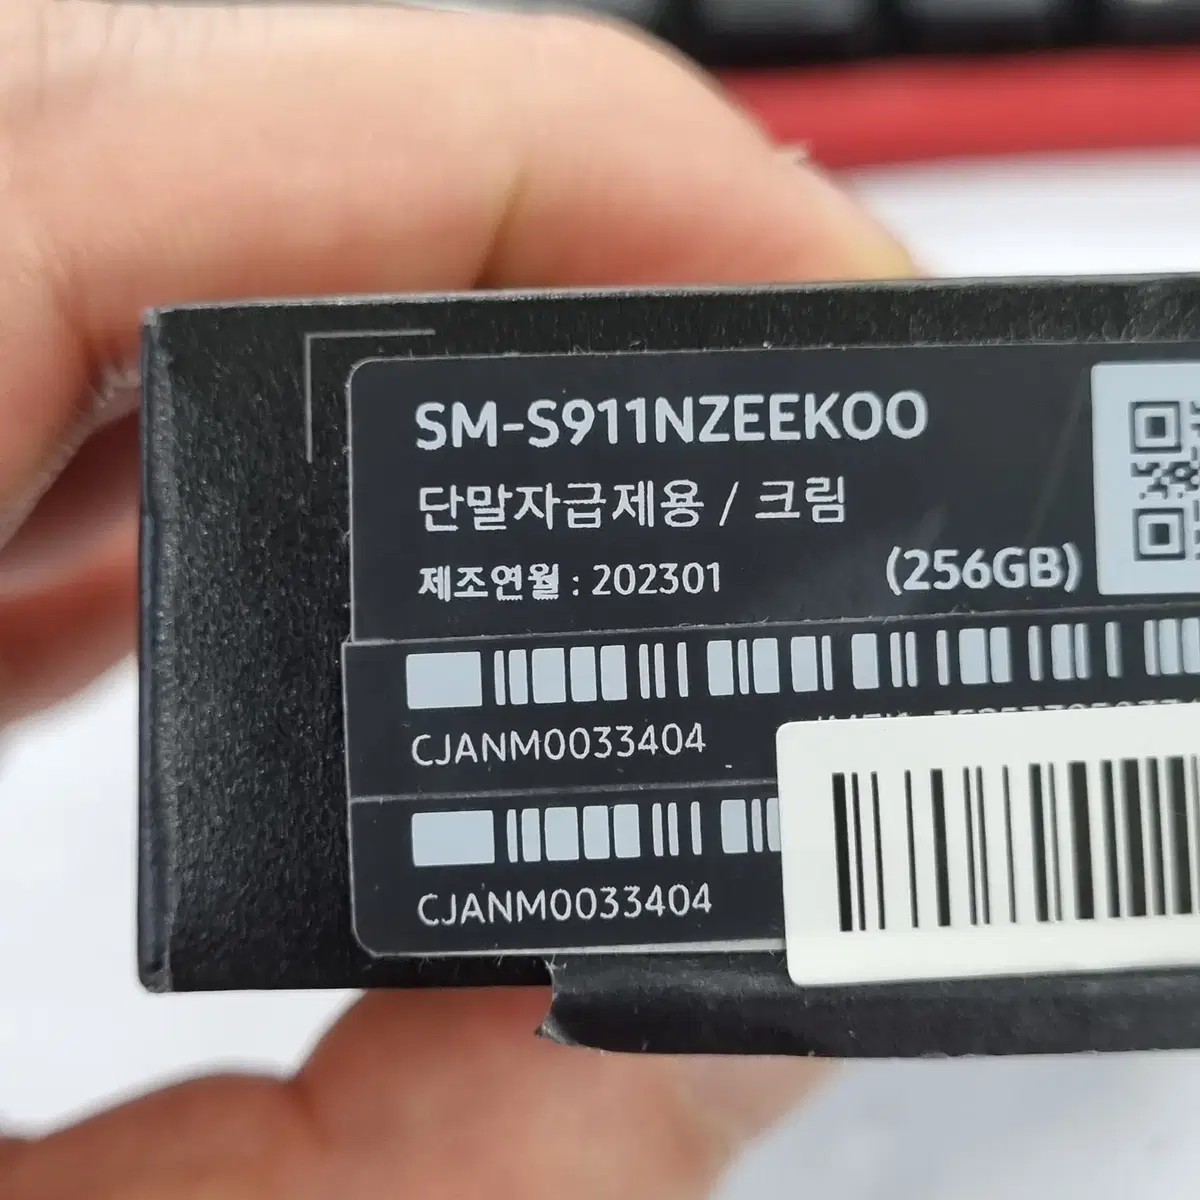 SM-S911NZEEKOO
단말자급제용 / 크림
제조연월 : 202301
(256GB)
CJANM0033404
CJANM0033404